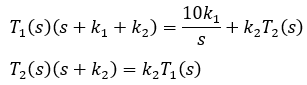 T₁(s)(s + k₁ + k₂) = 10k₁/s + k₂T₂(s)
T₂(s)(s + k₂) = k₂T₁(s)